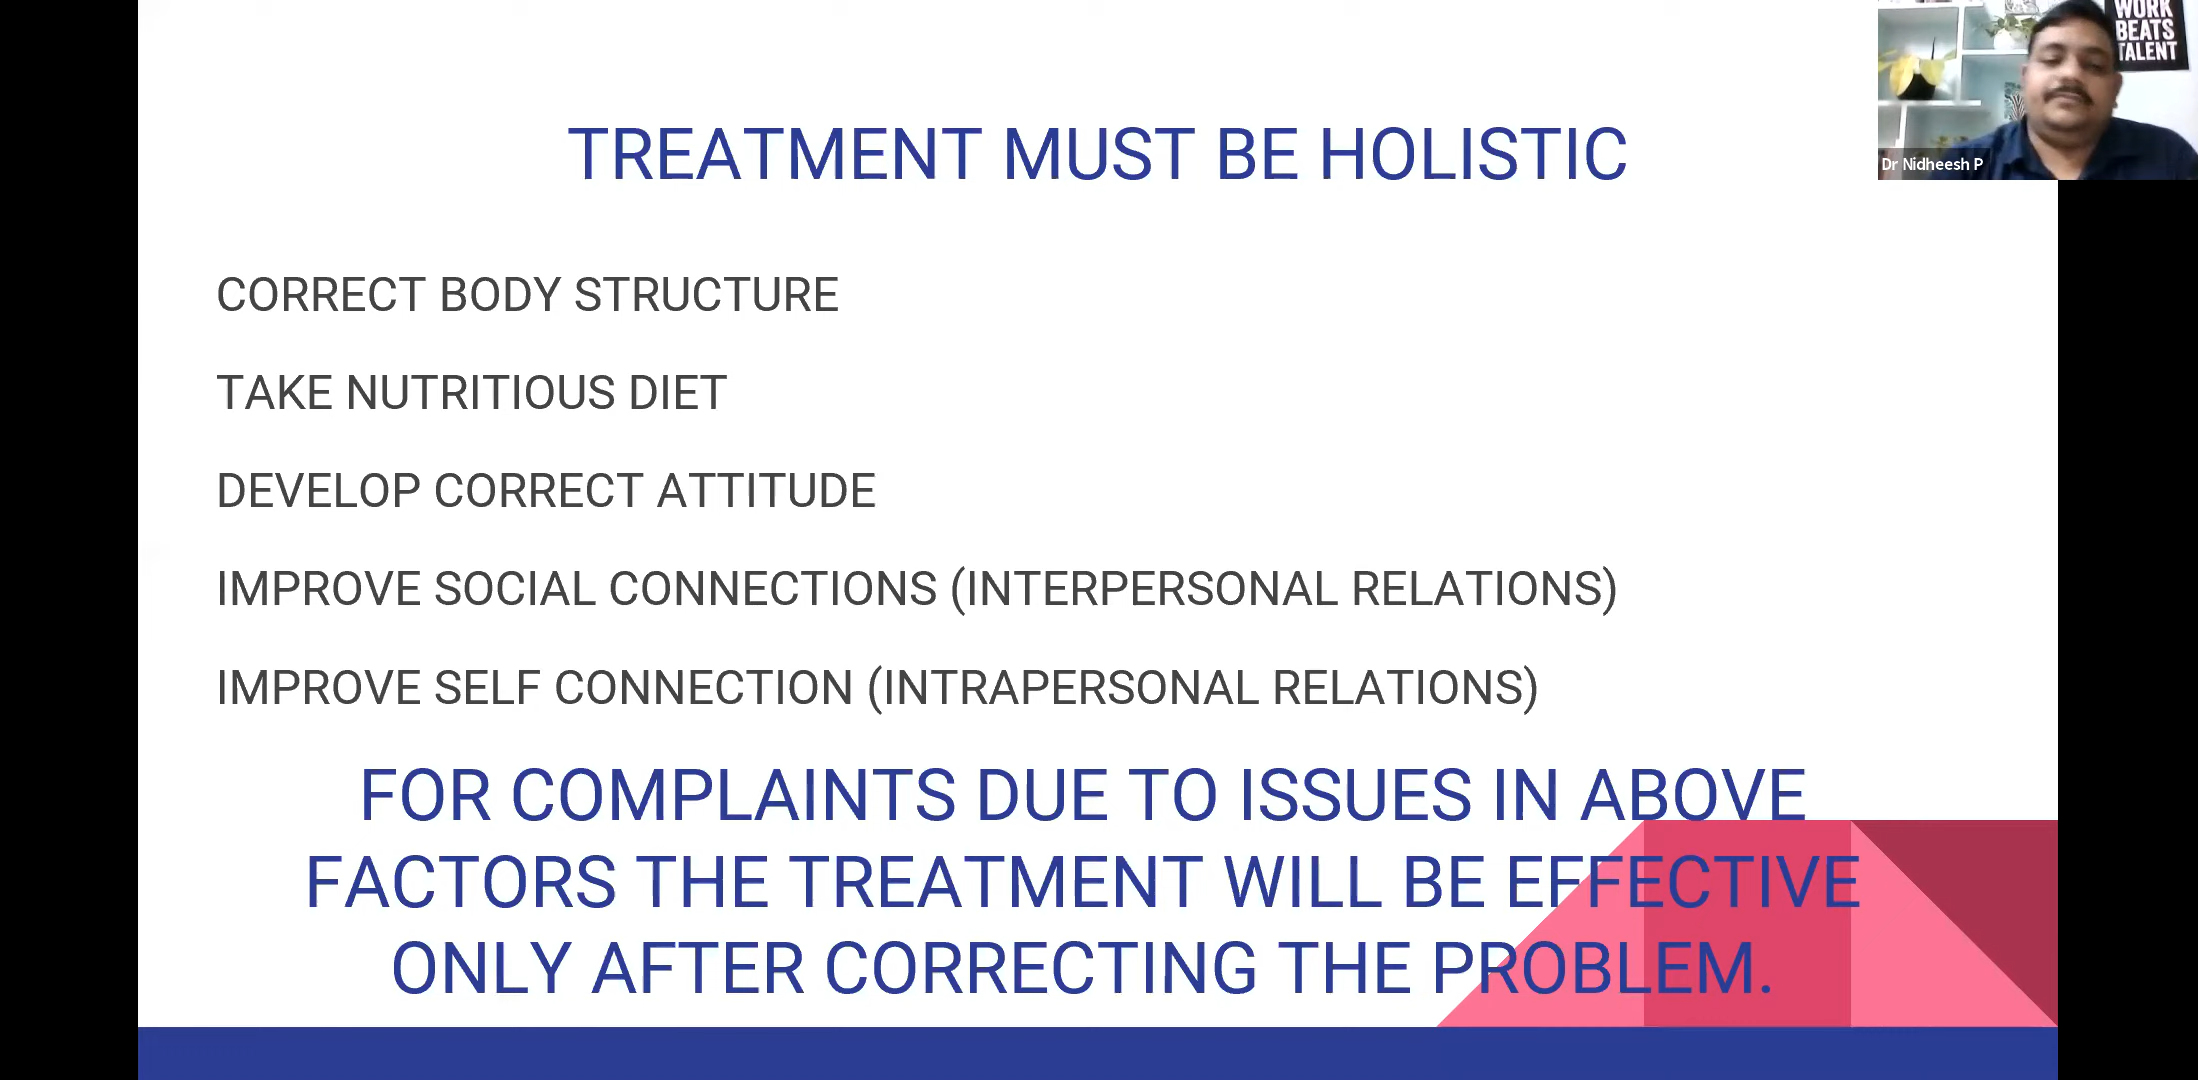 TREATMENT MUST BE HOLISTIC
CORRECT BODY STRUCTURE
TAKE NUTRITIOUS DIET
DEVELOP CORRECT ATTITUDE
IMPROVE SOCIAL CONNECTIONS (INTERPERSONAL RELATIONS)
IMPROVE SELF CONNECTION (INTRAPERSONAL RELATIONS)
FOR COMPLAINTS DUE TO ISSUES IN ABOVE
FACTORS THE TREATMENT WILL BE EFFECTIVE
ONLY AFTER CORRECTING THE PROBLEM.
WORK
BEATS
TALENT
Dr Nidheesh P